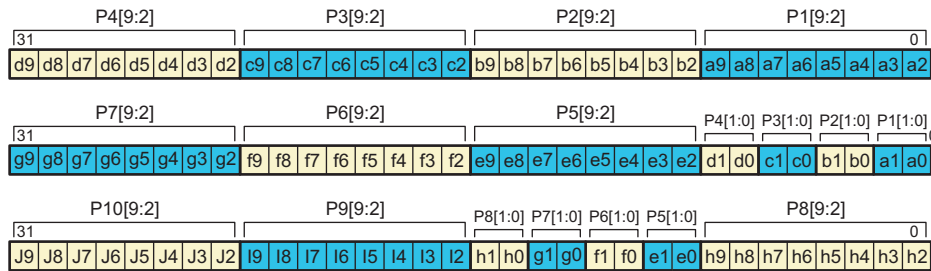 P4[9:2] P3[9:2] P2[9:2] P1[9:2]
31 0
d9 d8 d7 d6 d5 d4 d3 d2 c9 c8 c7 c6 c5 c4 c3 c2 b9 b8 b7 b6 b5 b4 b3 b2 a9 a8 a7 a6 a5 a4 a3 a2
P7[9:2] P6[9:2] P5[9:2] P4[1:0] P3[1:0] P2[1:0] P1[1:0]
31 0
g9 g8 g7 g6 g5 g4 g3 g2 f9 f8 f7 f6 f5 f4 f3 f2 e9 e8 e7 e6 e5 e4 e3 e2 d1 d0 c1 c0 b1 b0 a1 a0
P10[9:2] P9[9:2] P8[1:0] P7[1:0] P6[1:0] P5[1:0] P8[9:2]
31 0
J9 J8 J7 J6 J5 J4 J3 J2 I9 I8 I7 I6 I5 I4 I3 I2 h1 h0 g1 g0 f1 f0 e1 e0 h9 h8 h7 h6 h5 h4 h3 h2